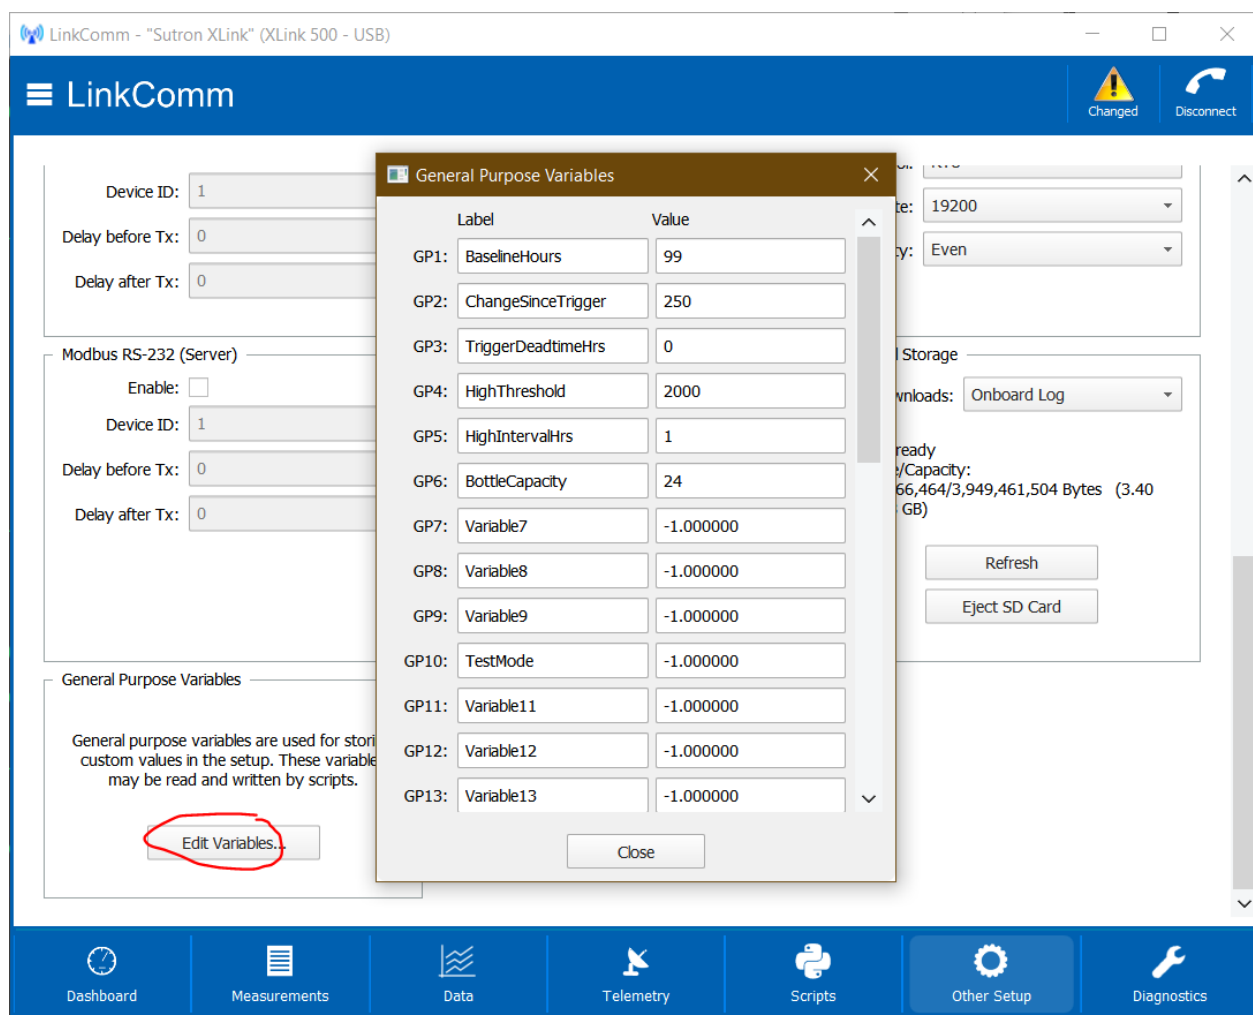 LinkComm - "Sutron XLink" (XLink 500 - USB)
LinkComm
Changed
Disconnect
Device ID: 1
Delay before Tx: 0
Delay after Tx: 0
Modbus RS-232 (Server)
Enable:
Device ID: 1
Delay before Tx: 0
Delay after Tx: 0
General Purpose Variables
General purpose variables are used for stori
custom values in the setup. These variable
may be read and written by scripts.
Edit Variables...
General Purpose Variables
Label Value
GP1: BaselineHours 99
GP2: ChangeSinceTrigger 250
GP3: TriggerDeadtimeHrs 0
GP4: HighThreshold 2000
GP5: HighIntervalHrs 1
GP6: BottleCapacity 24
GP7: Variable7 -1.000000
GP8: Variable8 -1.000000
GP9: Variable9 -1.000000
GP10: TestMode -1.000000
GP11: Variable11 -1.000000
GP12: Variable12 -1.000000
GP13: Variable13 -1.000000
Close
te: 19200
ty: Even
l Storage
wnloads: Onboard Log
ready
e/Capacity:
66,464/3,949,461,504 Bytes (3.40
GB)
Refresh
Eject SD Card
Dashboard
Measurements
Data
Telemetry
Scripts
Other Setup
Diagnostics